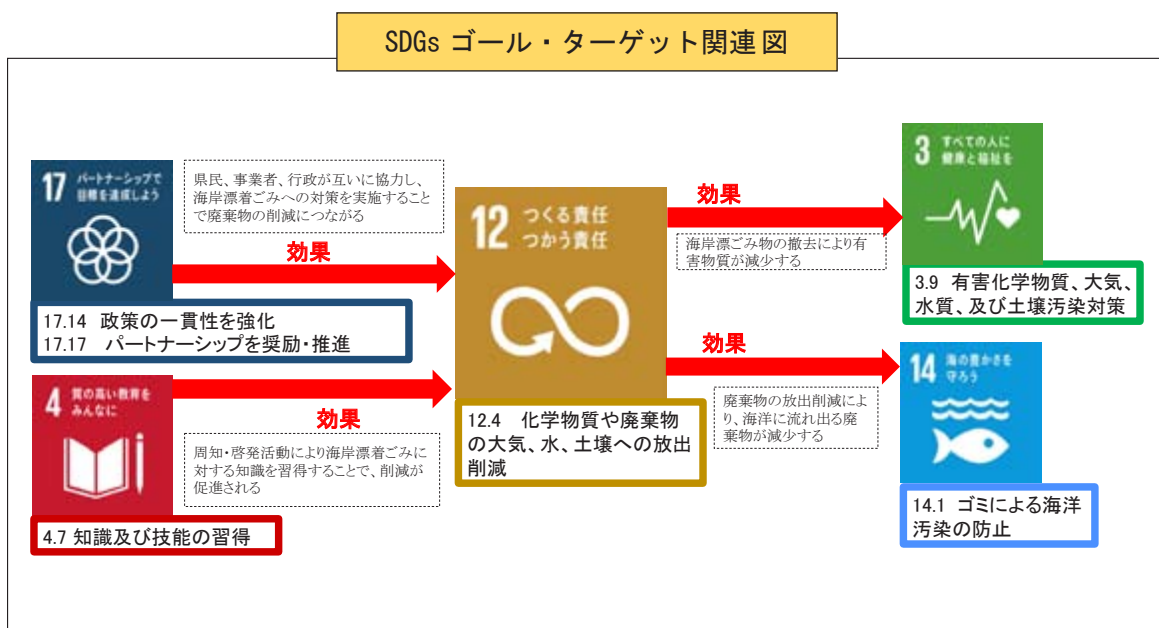 SDGs ゴール・ターゲット関連図
17 パートナーシップで
目標を達成しよう
県民、事業者、行政が互いに協力し、
海岸漂着ごみへの対策を実施すること
で廃棄物の削減につながる
効果
17.14 政策の一貫性を強化
17.17 パートナーシップを奨励・推進
4 質の高い教育を
みんなに
効果
周知・啓発活動により海岸漂着ごみに
対する知識を習得することで、削減が
促進される
4.7 知識及び技能の習得
12 つくる責任
つかう責任
12.4 化学物質や廃棄物
の大気、水、土壌への放出
削減
効果
海岸漂ごみ物の撤去により有
害物質が減少する
3 すべての人に
健康と福祉を
3.9 有害化学物質、大気、
水質、及び土壌汚染対策
効果
廃棄物の放出削減によ
り、海洋に流れ出る廃
棄物が減少する
14 海の豊かさを
守ろう
14.1 ゴミによる海洋
汚染の防止